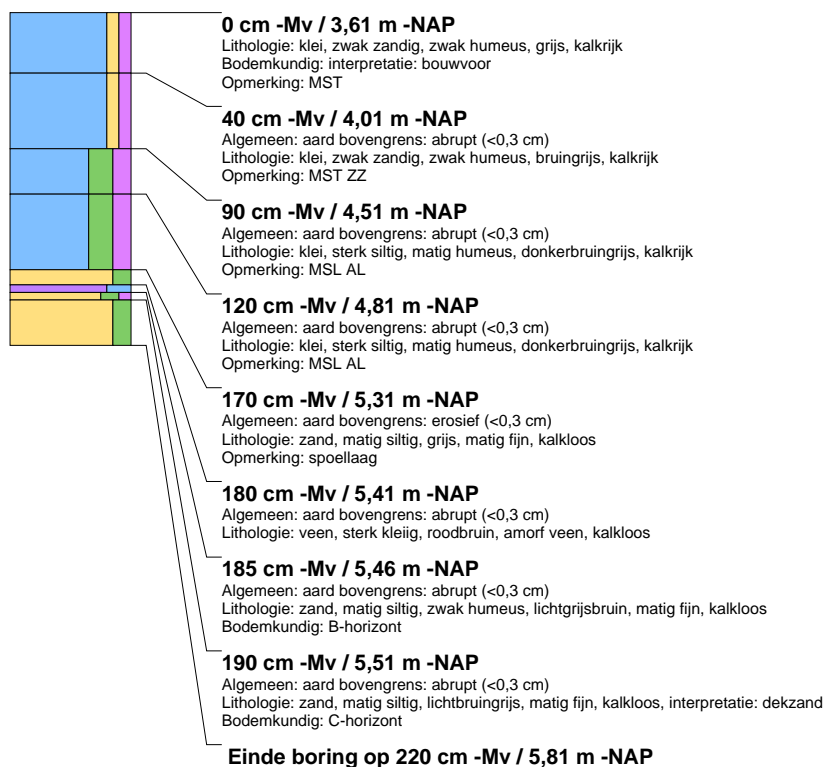 0 cm -Mv / 3,61 m -NAP
Lithologie: klei, zwak zandig, zwak humeus, grijs, kalkrijk
Bodemkundig: interpretatie: bouwvoor
Opmerking: MST
40 cm -Mv / 4,01 m -NAP
Algemeen: aard bovengrens: abrupt (<0,3 cm)
Lithologie: klei, zwak zandig, zwak humeus, bruingrijs, kalkrijk
Opmerking: MST ZZ
90 cm -Mv / 4,51 m -NAP
Algemeen: aard bovengrens: abrupt (<0,3 cm)
Lithologie: klei, sterk siltig, matig humeus, donkerbruingrijs, kalkrijk
Opmerking: MSL AL
120 cm -Mv / 4,81 m -NAP
Algemeen: aard bovengrens: abrupt (<0,3 cm)
Lithologie: klei, sterk siltig, matig humeus, donkerbruingrijs, kalkrijk
Opmerking: MSL AL
170 cm -Mv / 5,31 m -NAP
Algemeen: aard bovengrens: erosief (<0,3 cm)
Lithologie: zand, matig siltig, grijs, matig fijn, kalkloos
Opmerking: spoellaag
180 cm -Mv / 5,41 m -NAP
Algemeen: aard bovengrens: abrupt (<0,3 cm)
Lithologie: veen, sterk kleiig, roodbruin, amorf veen, kalkloos
185 cm -Mv / 5,46 m -NAP
Algemeen: aard bovengrens: abrupt (<0,3 cm)
Lithologie: zand, matig siltig, zwak humeus, lichtgrijsbruin, matig fijn, kalkloos
Bodemkundig: B-horizont
190 cm -Mv / 5,51 m -NAP
Algemeen: aard bovengrens: abrupt (<0,3 cm)
Lithologie: zand, matig siltig, lichtbruingrijs, matig fijn, kalkloos, interpretatie: dekzand
Bodemkundig: C-horizont
Einde boring op 220 cm -Mv / 5,81 m -NAP